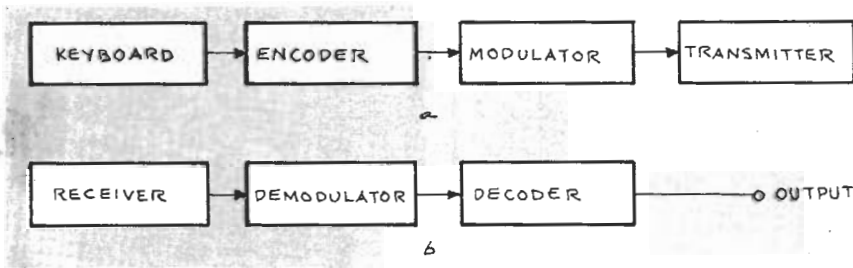 KEYBOARD ENCODER MODULATOR TRANSMITTER
a
RECEIVER DEMODULATOR DECODER OUTPUT
b